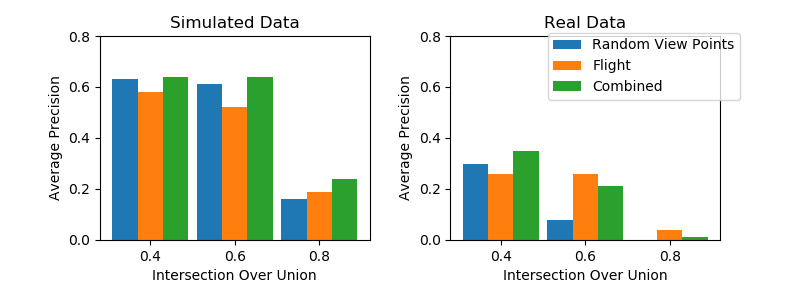 Simulated Data
Average Precision
0.8
0.6
0.4
0.2
0.0
0.4 0.6 0.8
Intersection Over Union
Real Data
Average Precision
0.8
0.6
0.4
0.2
0.0
Random View Points
Flight
Combined
0.4 0.6 0.8
Intersection Over Union